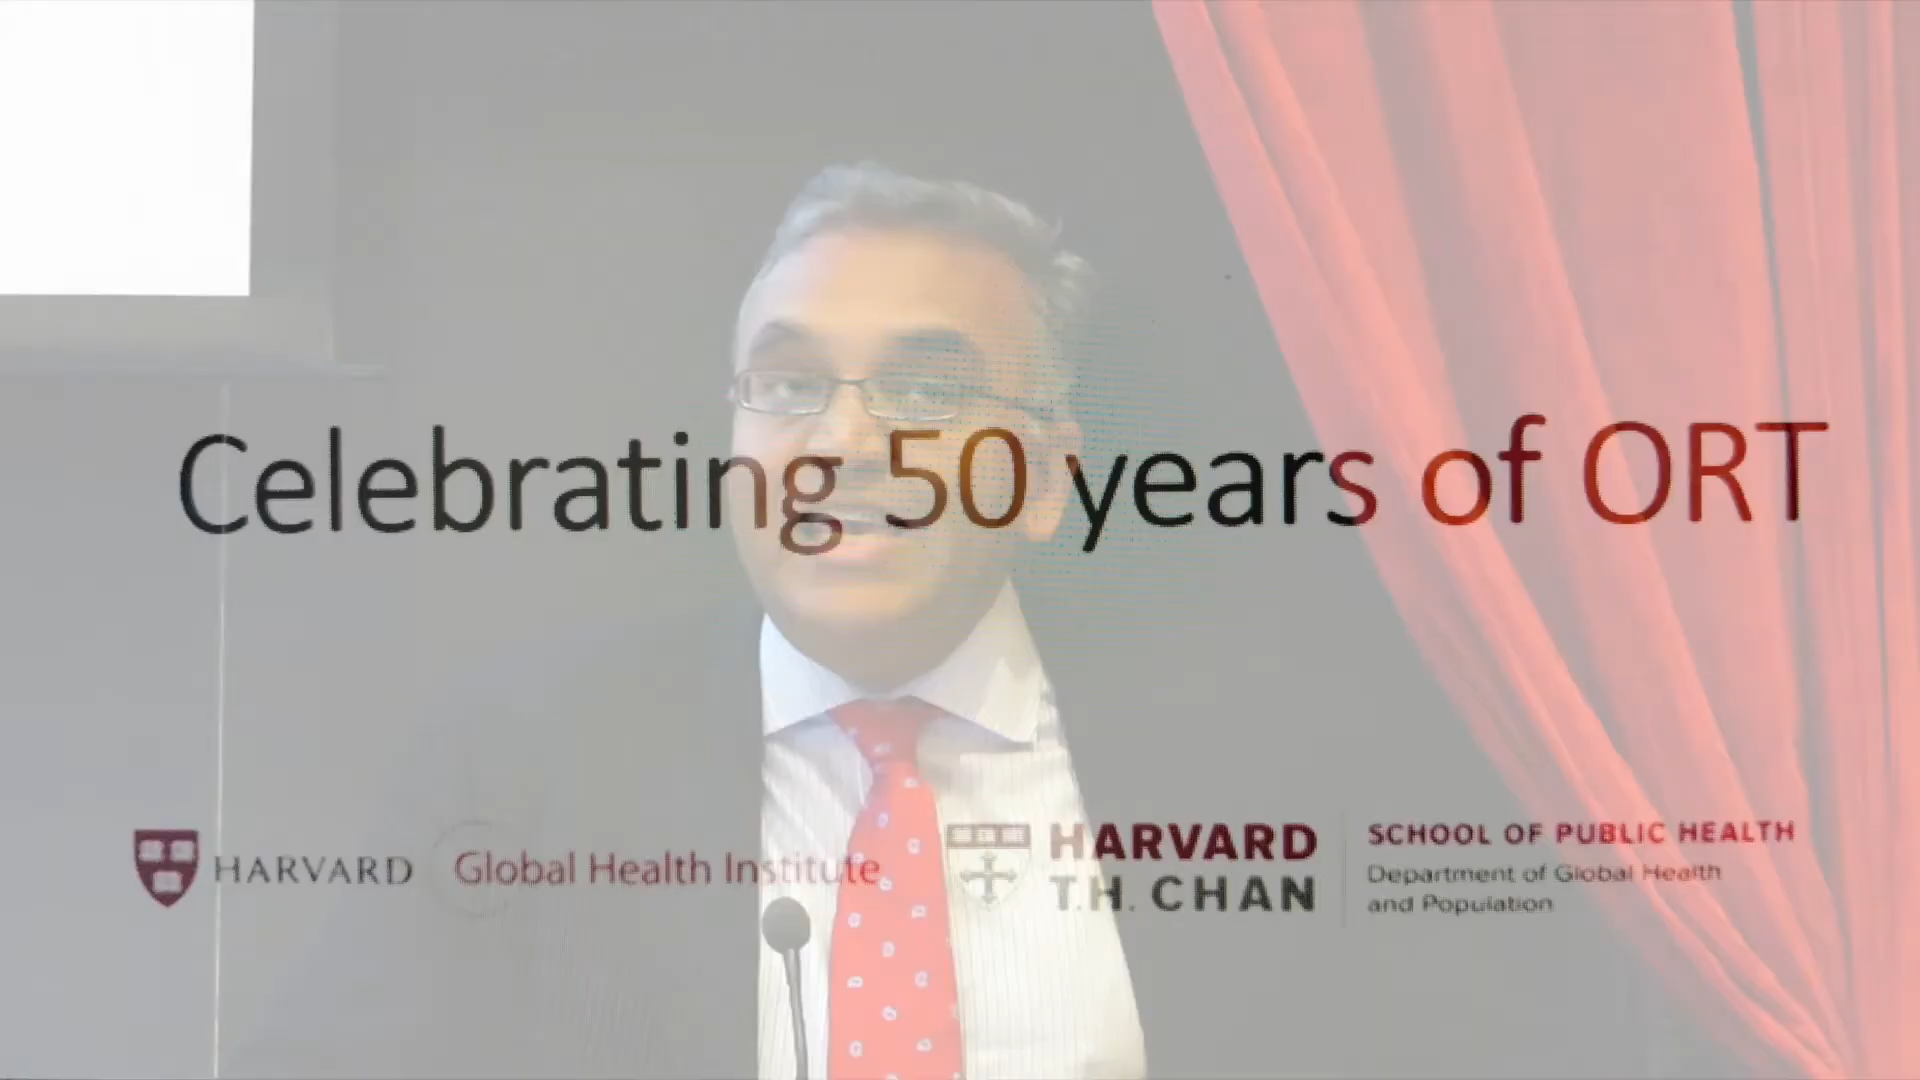 Celebrating 50 years of ORT
HARVARD Global Health Institute
HARVARD
T.H. CHAN
SCHOOL OF PUBLIC HEALTH
Department of Global Health
and Population